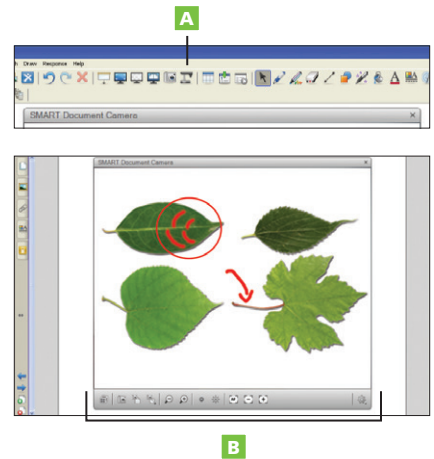 A
Draw Response Help
A
SMART Document Camera ×
SMART Document Camera ×
B